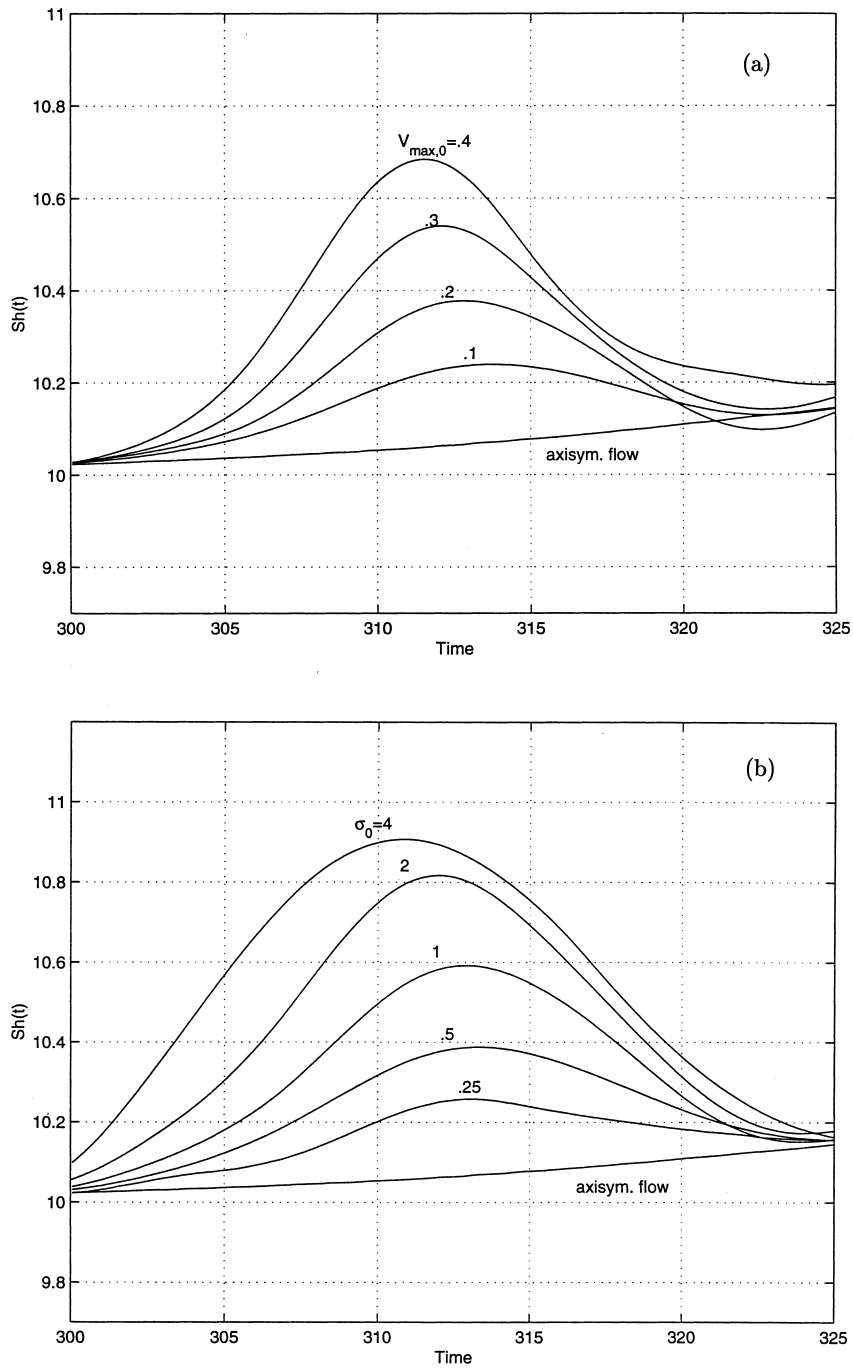 11
(a)
10.8
V_max,0=.4
10.6
.3
10.4
Sh(t)
.2
.1
10.2
axisym. flow
10
9.8
300 305 310 315 320 325
Time
(b)
11
σ_0=4
2
10.8
1
10.6
Sh(t)
10.4
.5
.25
10.2
10
axisym. flow
9.8
300 305 310 315 320 325
Time